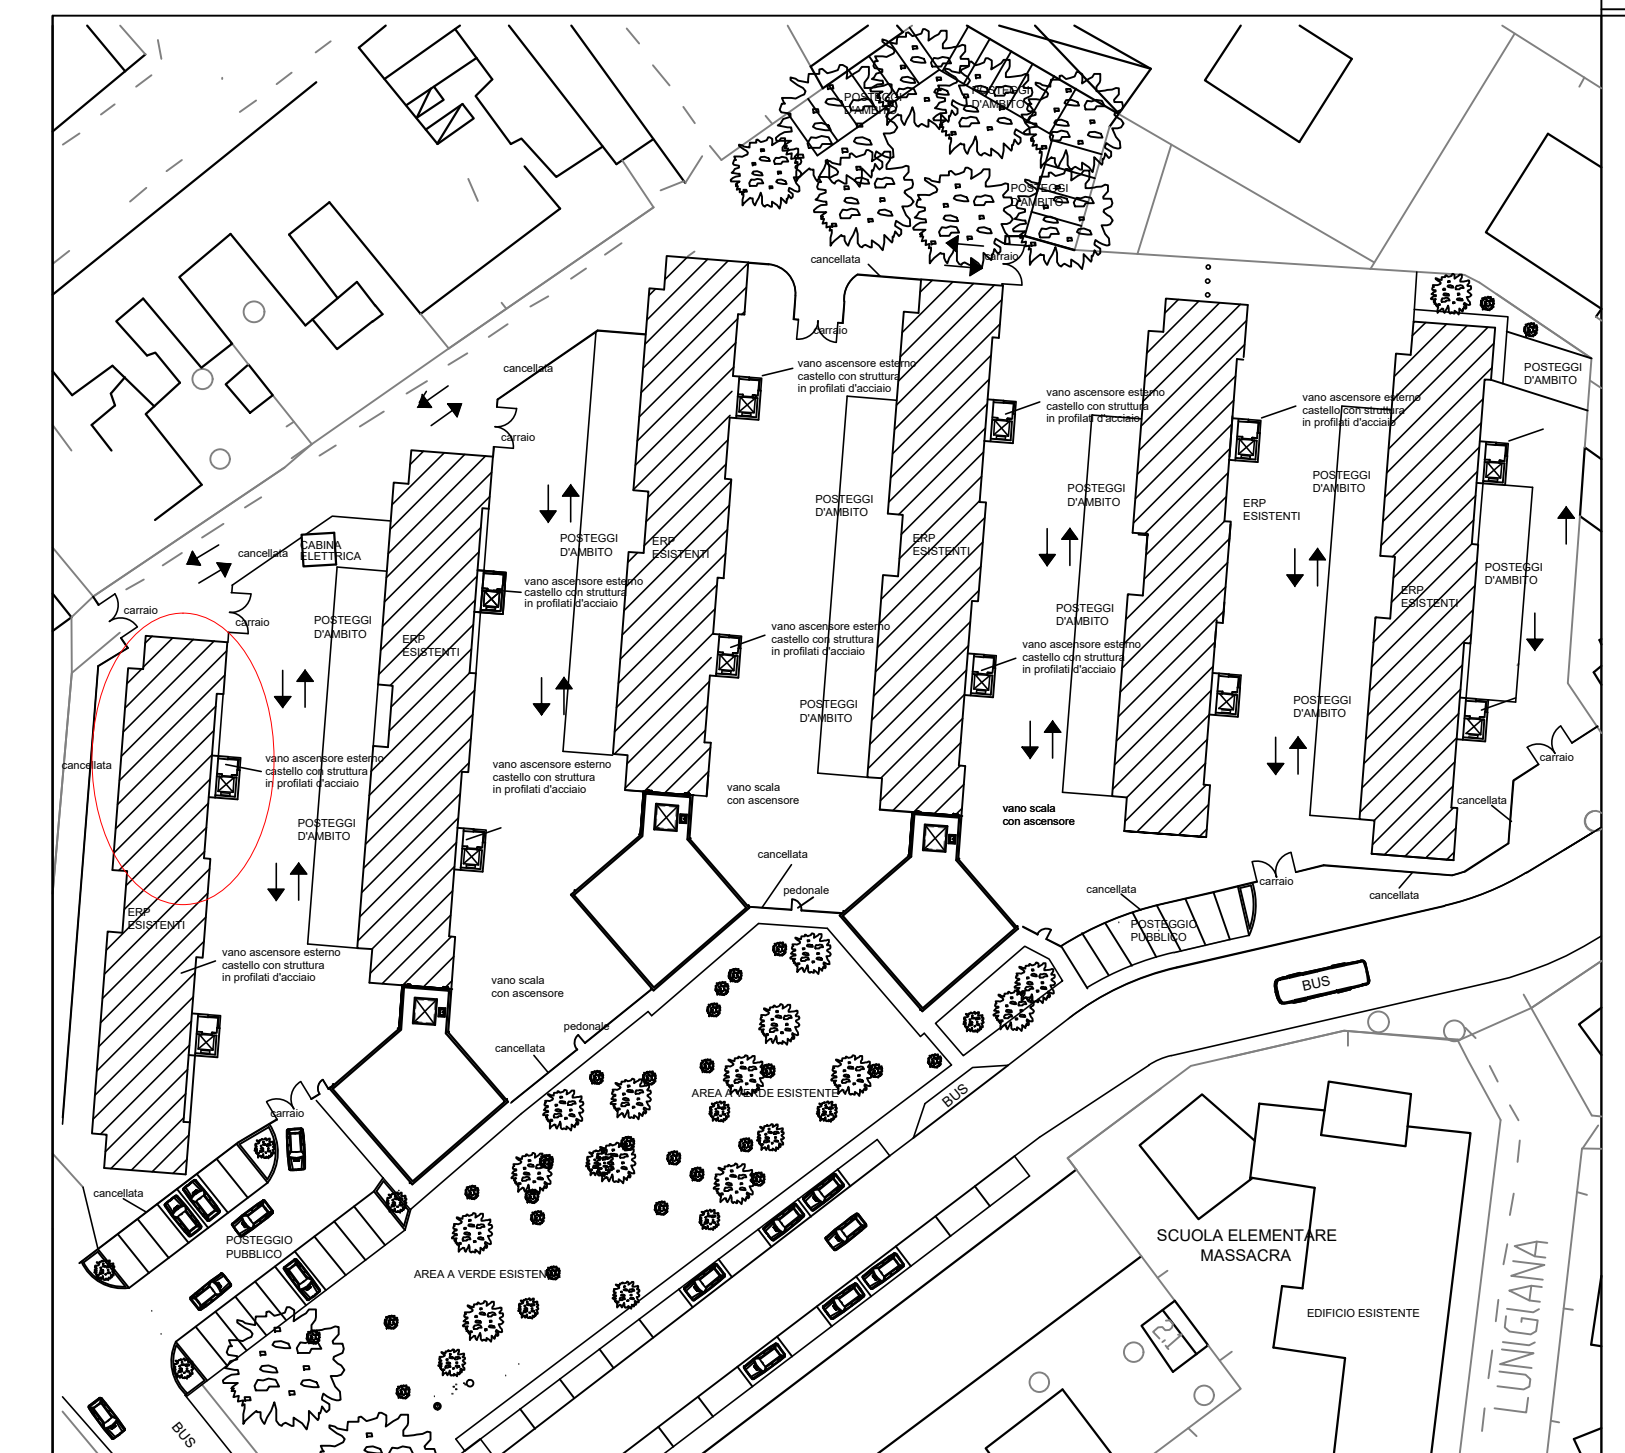 POSTEGGI
D'AMBITO
POSTEGGI
D'AMBITO
POSTEGGI
D'AMBITO
cancellata
carraio
carraio
cancellata
vano ascensore esterno
castello con struttura
in profilati d'acciaio
POSTEGGI
D'AMBITO
vano ascensore esterno
castello con struttura
in profilati d'acciaio
vano ascensore esterno
castello con struttura
in profilati d'acciaio
carraio
POSTEGGI
D'AMBITO
POSTEGGI
D'AMBITO
POSTEGGI
D'AMBITO
ERP
ESISTENTI
POSTEGGI
D'AMBITO
ERP
ESISTENTI
ERP
ESISTENTI
CABINA
ELETTRICA
cancellata
POSTEGGI
D'AMBITO
vano ascensore esterno
castello con struttura
in profilati d'acciaio
ERP
ESISTENTI
carraio
carraio
POSTEGGI
D'AMBITO
ERP
ESISTENTI
vano ascensore esterno
castello con struttura
in profilati d'acciaio
POSTEGGI
D'AMBITO
vano ascensore esterno
castello con struttura
in profilati d'acciaio
POSTEGGI
D'AMBITO
POSTEGGI
D'AMBITO
cancellata
vano ascensore esterno
castello con struttura
in profilati d'acciaio
vano ascensore esterno
castello con struttura
in profilati d'acciaio
carraio
vano scala
con ascensore
vano scala
con ascensore
cancellata
POSTEGGI
D'AMBITO
cancellata
pedonale
carraio
cancellata
cancellata
ERP
ESISTENTI
POSTEGGIO
PUBBLICO
vano ascensore esterno
castello con struttura
in profilati d'acciaio
vano scala
con ascensore
BUS
pedonale
cancellata
AREA A VERDE ESISTENTE
BUS
carraio
cancellata
POSTEGGIO
PUBBLICO
AREA A VERDE ESISTENTE
SCUOLA ELEMENTARE
MASSACRA
EDIFICIO ESISTENTE
LUNIGIANA
BUS